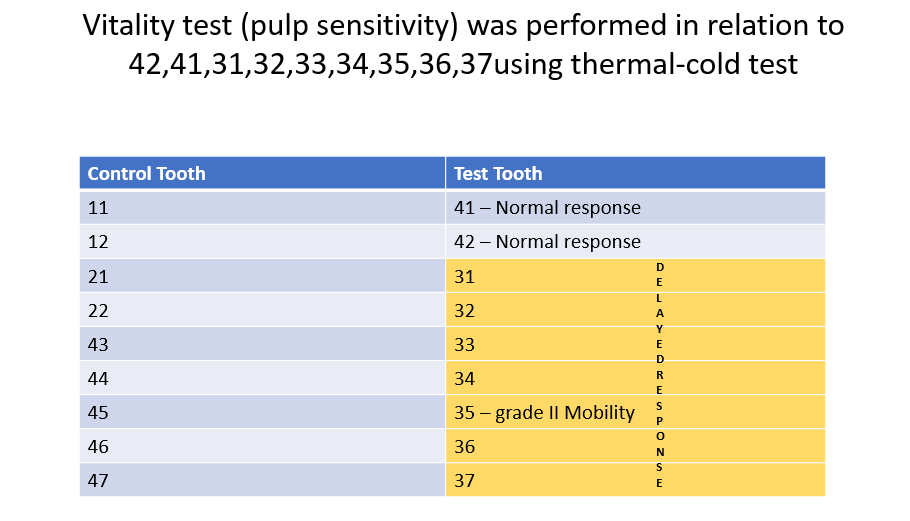 Vitality test (pulp sensitivity) was performed in relation to
42,41,31,32,33,34,35,36,37using thermal-cold test
Control Tooth Test Tooth
11 41 – Normal response
12 42 – Normal response
21 31
22 32
43 33
44 34
45 35 – grade II Mobility
46 36
47 37
D
E
L
A
Y
E
D
R
E
S
P
O
N
S
E